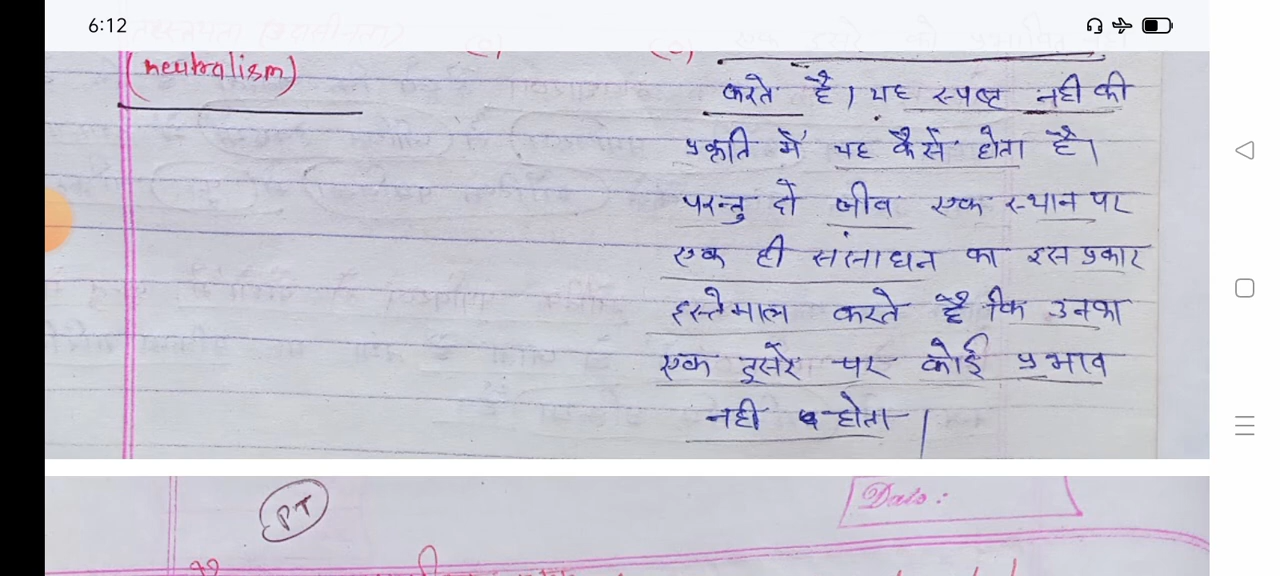 6:12
(neutralism)
करते है। यह स्पष्ट नही की
प्रकृति में यह कैसे होता है।
परन्तु दो जीव एक स्थान पर
एक ही संसाधन का इस प्रकार
इस्तेमाल करते है कि उनका
एक दूसरे पर कोई प्रभाव
नही होता।
PT
Date: